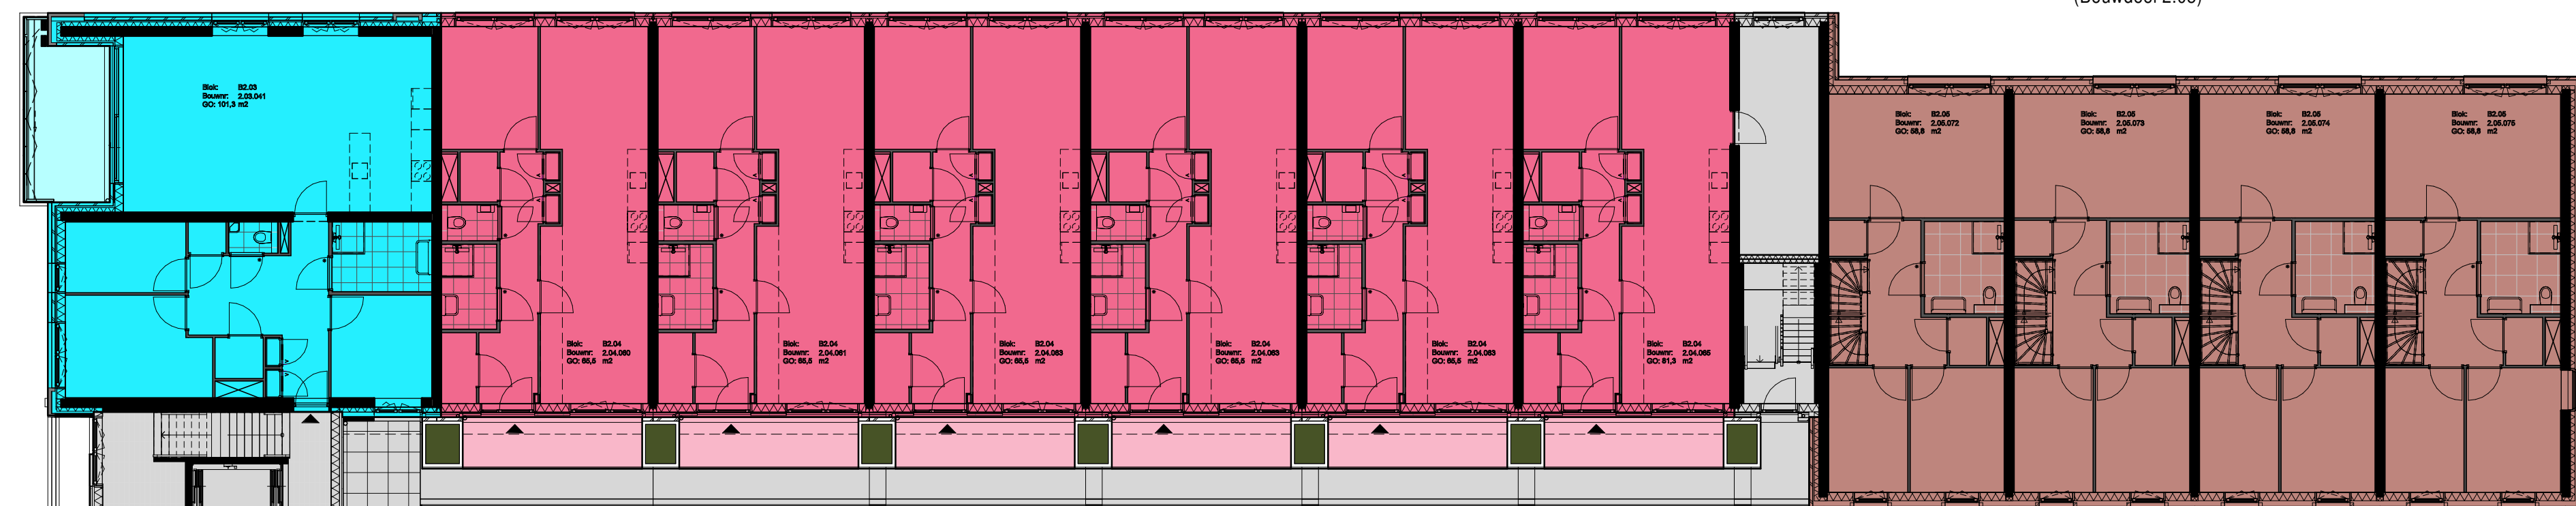 (Bouwdeel 2.05)
Blok: B2.03
Bouwnr: 2.03.041
GO: 101,3 m2
Blok: B2.05
Bouwnr: 2.05.072
GO: 58,8 m2
Blok: B2.05
Bouwnr: 2.05.073
GO: 58,8 m2
Blok: B2.05
Bouwnr: 2.05.074
GO: 58,8 m2
Blok: B2.05
Bouwnr: 2.05.075
GO: 58,8 m2
Blok: B2.04
Bouwnr: 2.04.060
GO: 65,5 m2
Blok: B2.04
Bouwnr: 2.04.061
GO: 65,5 m2
Blok: B2.04
Bouwnr: 2.04.063
GO: 65,5 m2
Blok: B2.04
Bouwnr: 2.04.063
GO: 65,5 m2
Blok: B2.04
Bouwnr: 2.04.063
GO: 65,5 m2
Blok: B2.04
Bouwnr: 2.04.065
GO: 61,3 m2